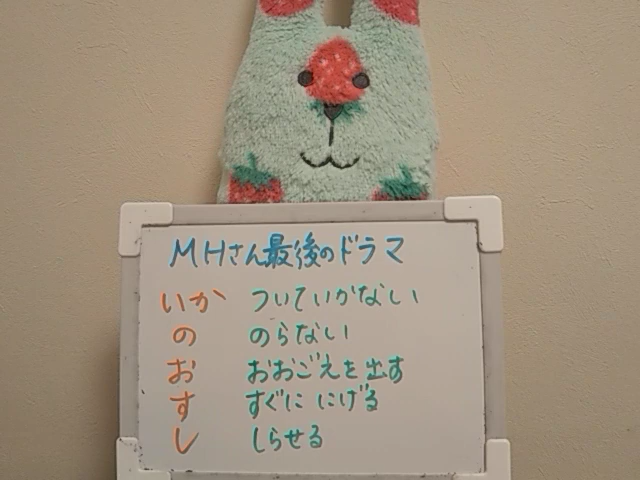 MHさん最後のドラマ
いか ついていかない
の のらない
お おおごえを出す
す すぐににげる
し しらせる